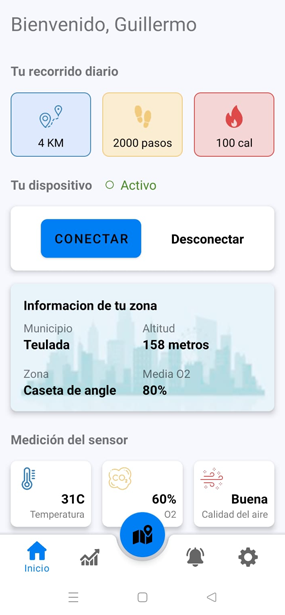 Bienvenido, Guillermo
Tu recorrido diario
4 KM
2000 pasos
100 cal
Tu dispositivo
Activo
CONECTAR
Desconectar
Informacion de tu zona
Municipio
Altitud
Teulada
158 metros
Zona
Media O2
Caseta de angle
80%
Medición del sensor
CO2
31C
60%
Buena
Temperatura
O2
Calidad del aire
Inicio